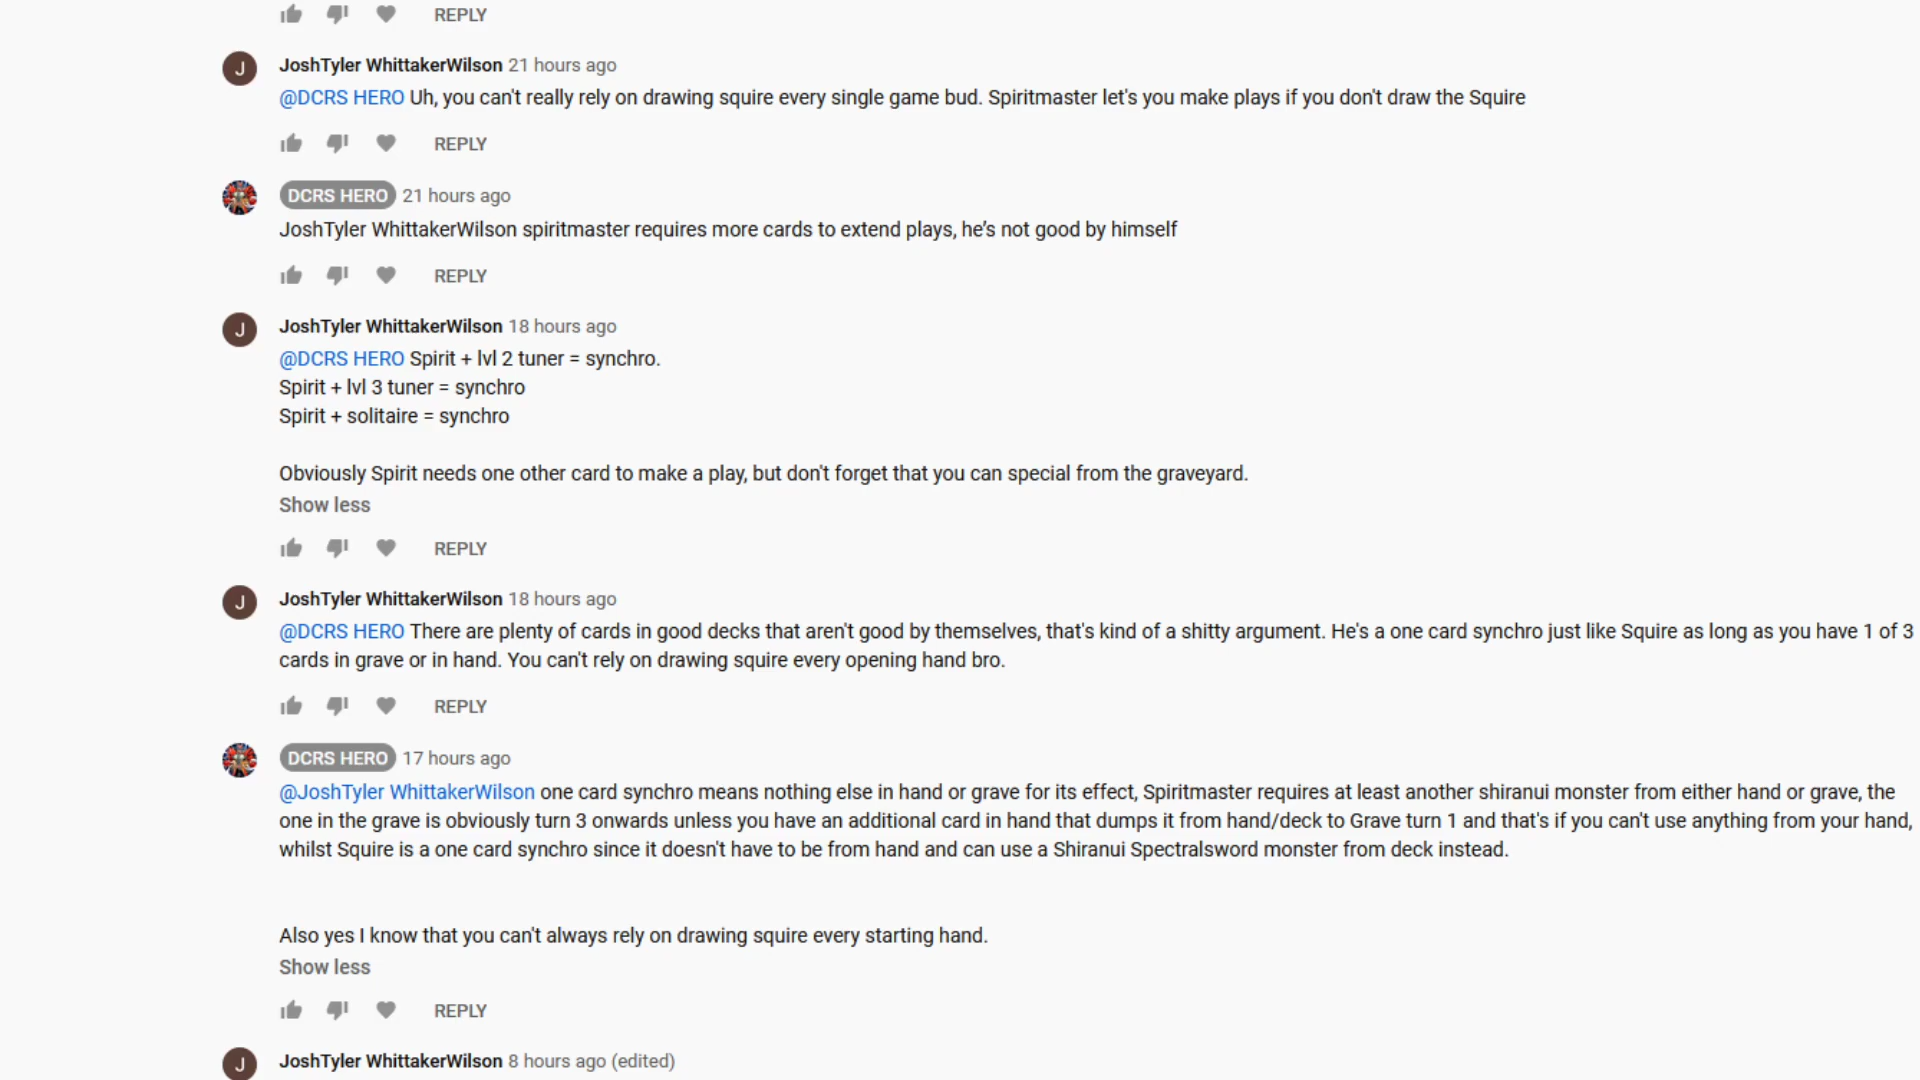 REPLY
J
JoshTyler WhittakerWilson 21 hours ago
@DCRS HERO Uh, you can't really rely on drawing squire every single game bud. Spiritmaster let's you make plays if you don't draw the Squire
REPLY
DCRS HERO 21 hours ago
JoshTyler WhittakerWilson spiritmaster requires more cards to extend plays, he’s not good by himself
REPLY
J
JoshTyler WhittakerWilson 18 hours ago
@DCRS HERO Spirit + lvl 2 tuner = synchro.
Spirit + lvl 3 tuner = synchro
Spirit + solitaire = synchro
Obviously Spirit needs one other card to make a play, but don't forget that you can special from the graveyard.
Show less
REPLY
J
JoshTyler WhittakerWilson 18 hours ago
@DCRS HERO There are plenty of cards in good decks that aren't good by themselves, that's kind of a shitty argument. He's a one card synchro just like Squire as long as you have 1 of 3
cards in grave or in hand. You can't rely on drawing squire every opening hand bro.
REPLY
DCRS HERO 17 hours ago
@JoshTyler WhittakerWilson one card synchro means nothing else in hand or grave for its effect, Spiritmaster requires at least another shiranui monster from either hand or grave, the
one in the grave is obviously turn 3 onwards unless you have an additional card in hand that dumps it from hand/deck to Grave turn 1 and that's if you can't use anything from your hand,
whilst Squire is a one card synchro since it doesn't have to be from hand and can use a Shiranui Spectralsword monster from deck instead.
Also yes I know that you can't always rely on drawing squire every starting hand.
Show less
REPLY
J
JoshTyler WhittakerWilson 8 hours ago (edited)